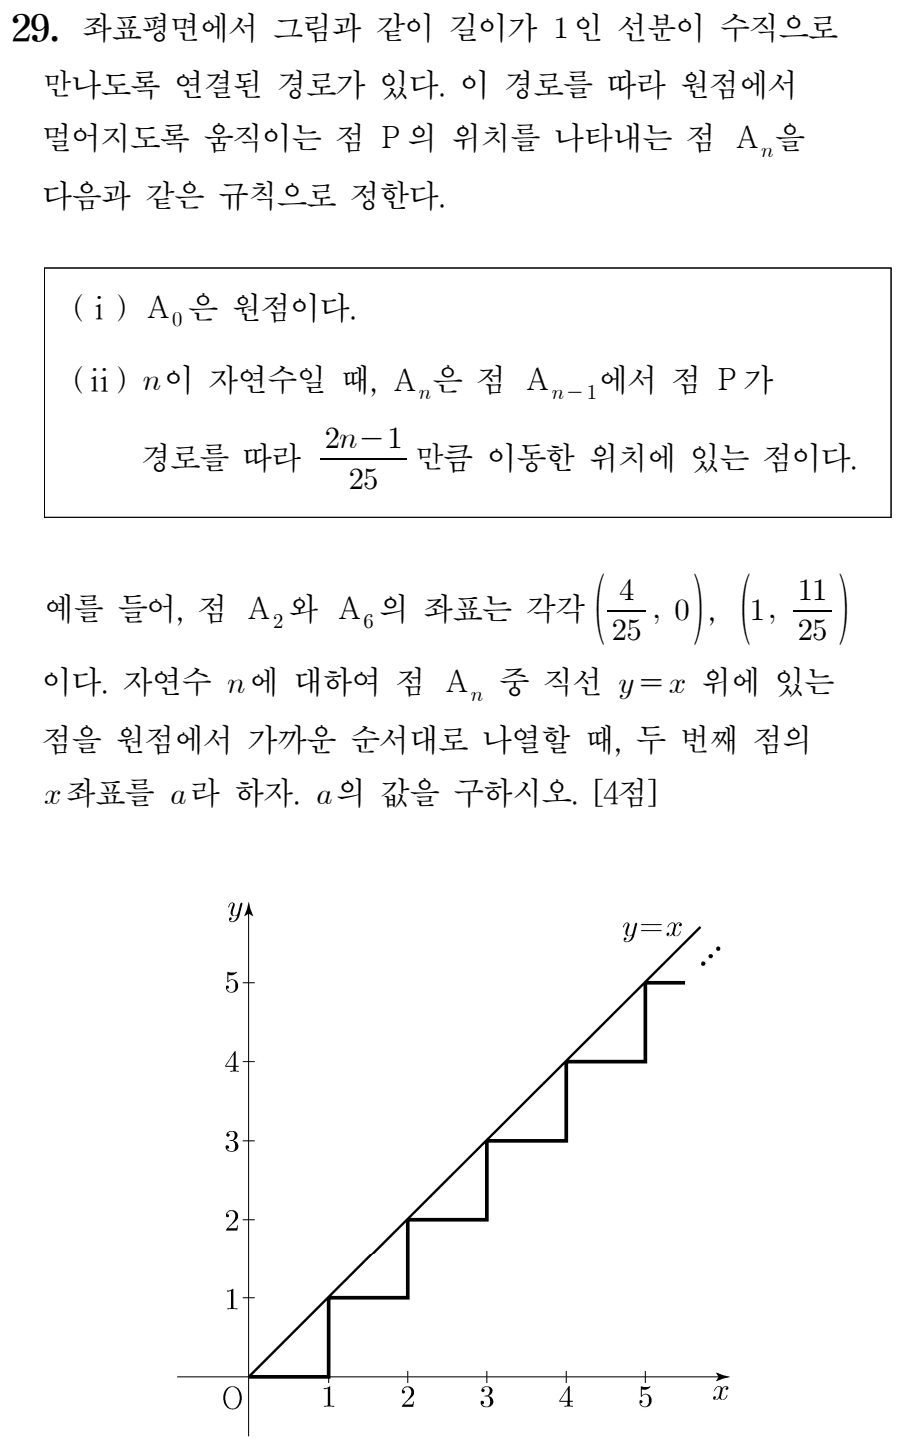 29. 좌표평면에서 그림과 같이 길이가 1인 선분이 수직으로
만나도록 연결된 경로가 있다. 이 경로를 따라 원점에서
멀어지도록 움직이는 점 P의 위치를 나타내는 점 Aₙ을
다음과 같은 규칙으로 정한다.
(ⅰ) A₀은 원점이다.
(ⅱ) n이 자연수일 때, Aₙ은 점 Aₙ₋₁에서 점 P가
경로를 따라 (2n-1)/25 만큼 이동한 위치에 있는 점이다.
예를 들어, 점 A₂와 A₆의 좌표는 각각 (4/25, 0), (1, 11/25)
이다. 자연수 n에 대하여 점 Aₙ 중 직선 y=x 위에 있는
점을 원점에서 가까운 순서대로 나열할 때, 두 번째 점의
x좌표를 a라 하자. a의 값을 구하시오. [4점]
y
y=x
5
4
3
2
1
O
1
2
3
4
5
x